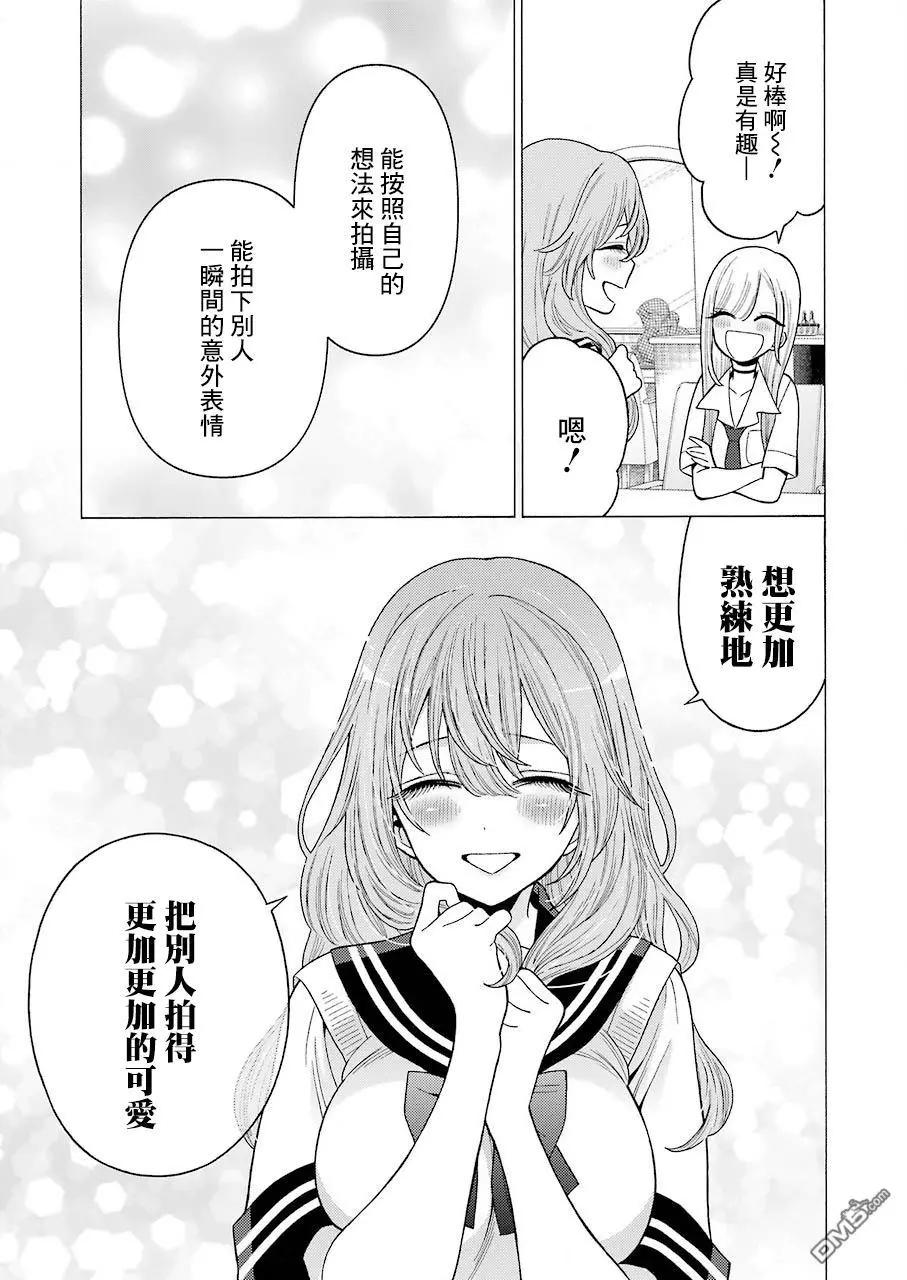 好棒啊～！
真是有趣—
嗯！
能按照自己的
想法來拍攝
能拍下別人
一瞬間的意外表情
想更加
熟練地
把別人拍得
更加更加的可愛
DM5.com